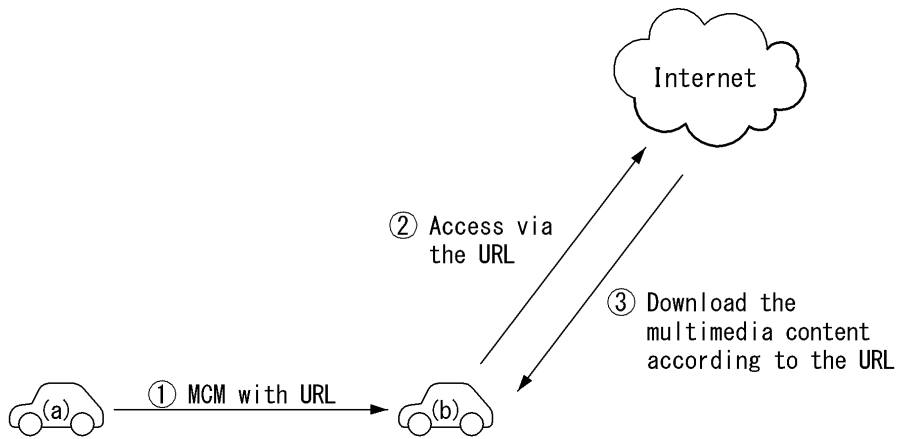 Internet
② Access via
the URL
③ Download the
multimedia content
according to the URL
(a)
① MCM with URL
(b)